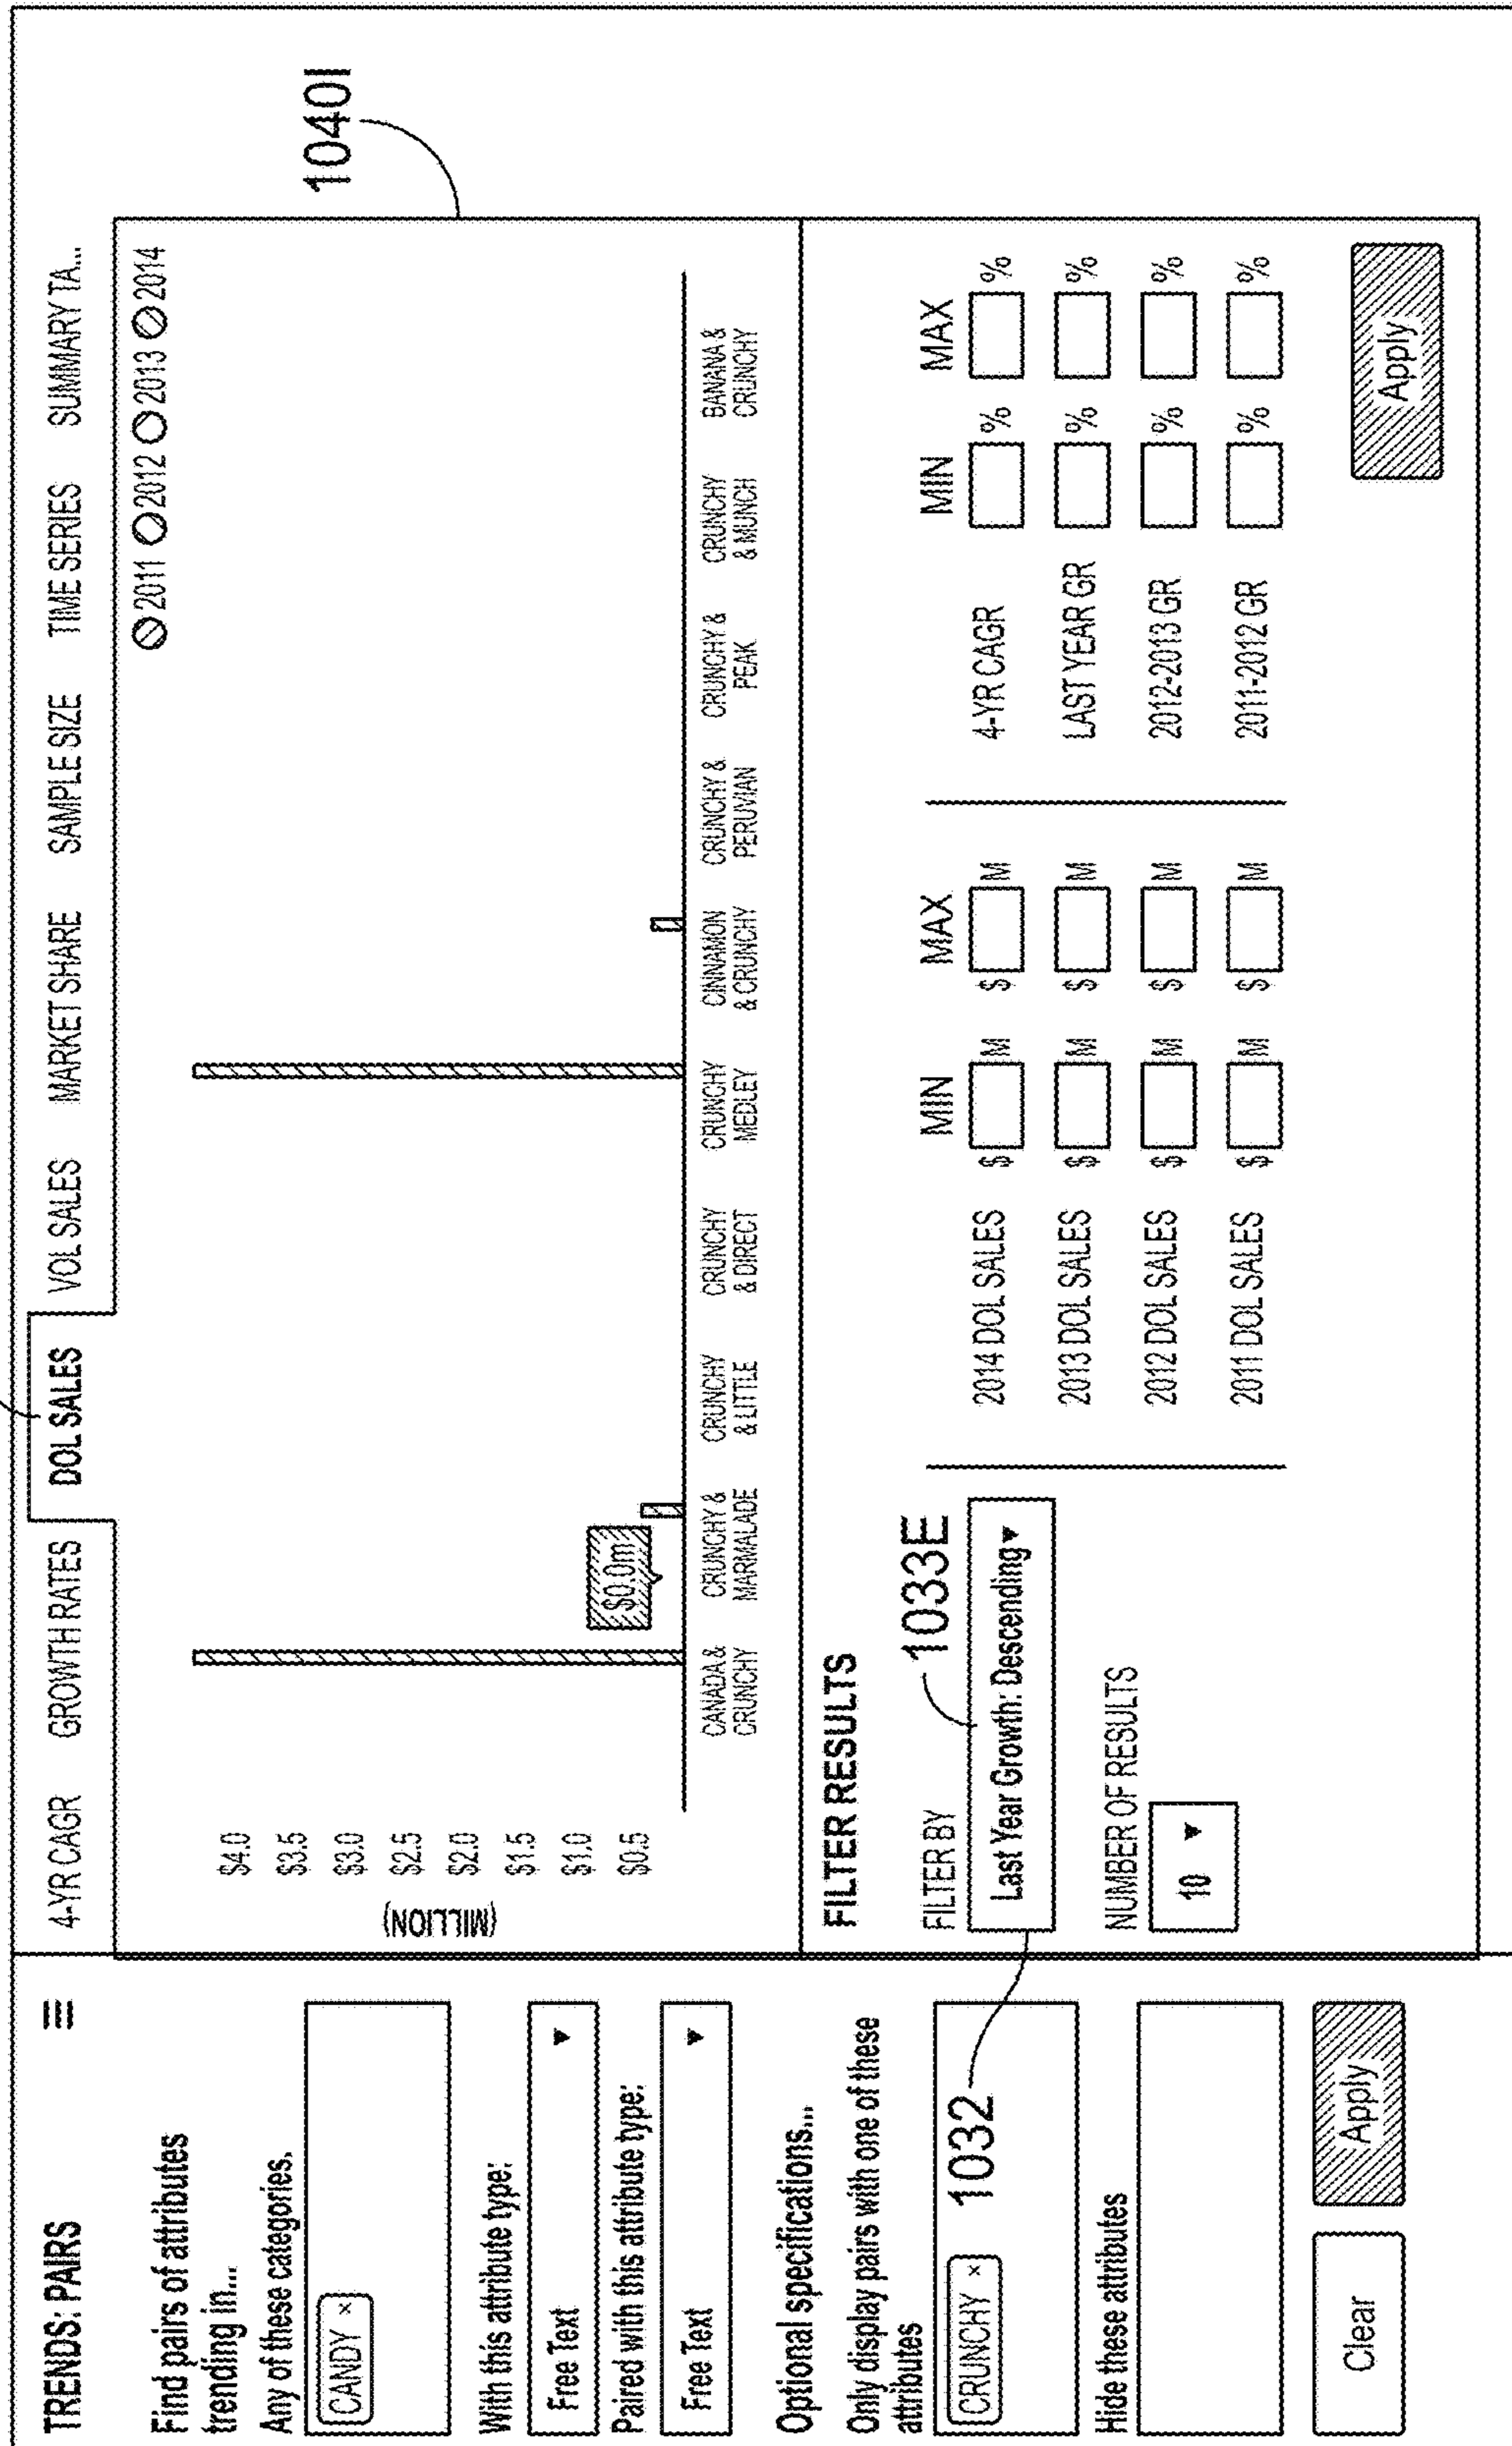 TRENDS: PAIRS
Find pairs of attributes
trending in...
Any of these categories.
CANDY ×
With this attribute type:
Free Text ▼
Paired with this attribute type:
Free Text ▼
Optional specifications...
Only display pairs with one of these
attributes
CRUNCHY × 1032
Hide these attributes
Clear Apply
4-YR CAGR GROWTH RATES DOL SALES VOL SALES MARKET SHARE SAMPLE SIZE TIME SERIES SUMMARY TA...
2011 2012 2013 2014
1040I
(MILLION)
$4.0
$3.5
$3.0
$2.5
$2.0
$1.5
$1.0
$0.5
$0.0m
CANADA &
CRUNCHY
CRUNCHY &
MARMALADE
CRUNCHY
& LITTLE
CRUNCHY
& DIRECT
CRUNCHY
MEDLEY
CINNAMON
& CRUNCHY
CRUNCHY &
PERUVIAN
CRUNCHY &
PEAK
CRUNCHY
& MUNCH
BANANA &
CRUNCHY
FILTER RESULTS
FILTER BY 1033E
Last Year Growth: Descending ▼
NUMBER OF RESULTS
10 ▼
MIN MAX
2014 DOL SALES $ M $ M
2013 DOL SALES $ M $ M
2012 DOL SALES $ M $ M
2011 DOL SALES $ M $ M
MIN MAX
4-YR CAGR % %
LAST YEAR GR % %
2012-2013 GR % %
2011-2012 GR % %
Apply